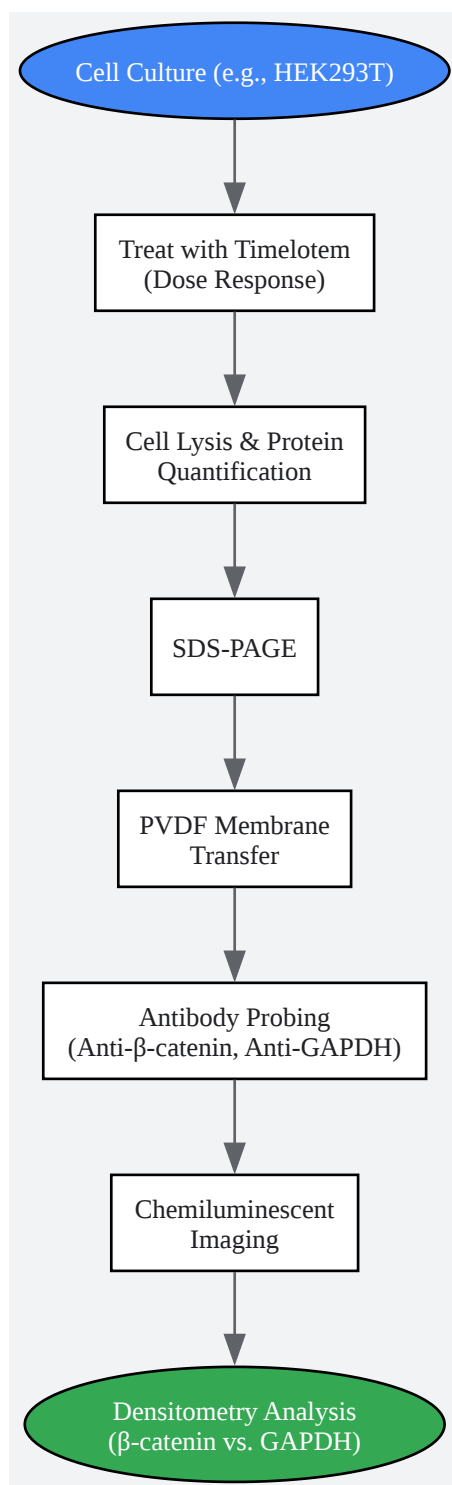 Cell Culture (e.g., HEK293T)
Treat with Timelotem
(Dose Response)
Cell Lysis & Protein
Quantification
SDS-PAGE
PVDF Membrane
Transfer
Antibody Probing
(Anti-β-catenin, Anti-GAPDH)
Chemiluminescent
Imaging
Densitometry Analysis
(β-catenin vs. GAPDH)